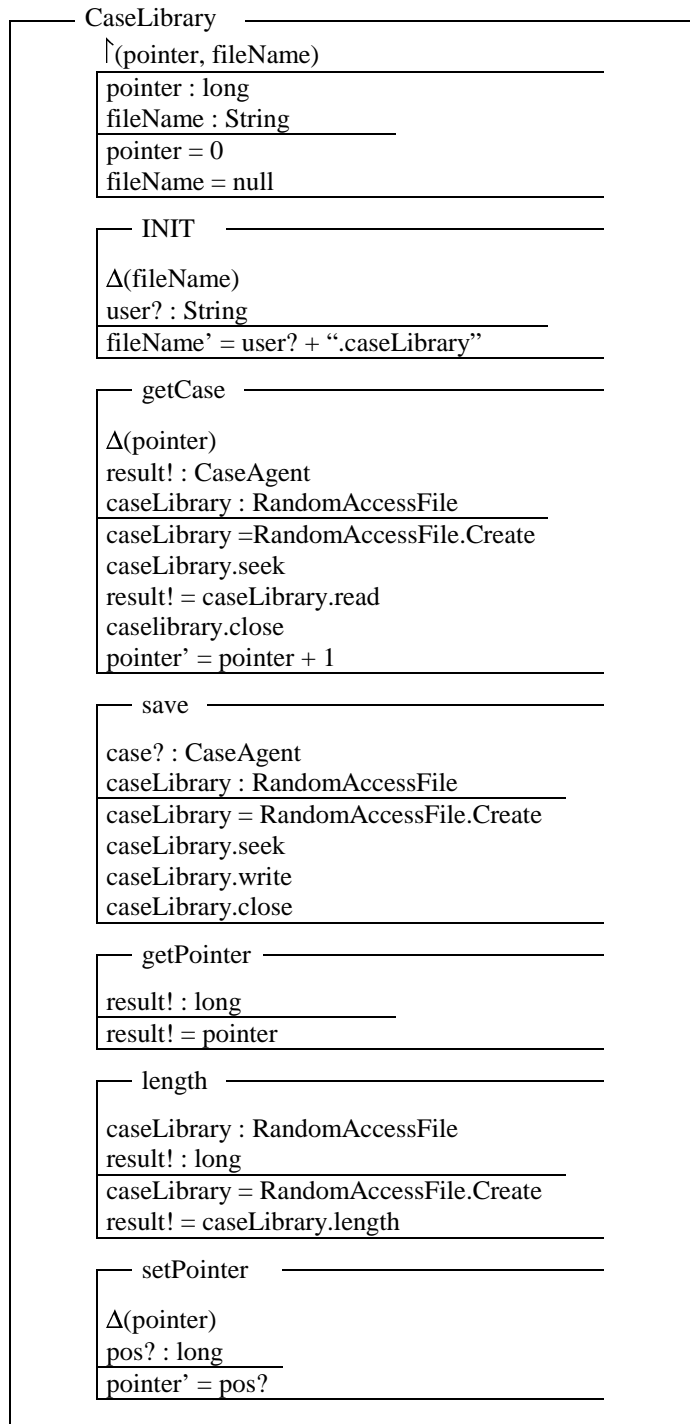 CaseLibrary
↾(pointer, fileName)
pointer : long
fileName : String
pointer = 0
fileName = null
INIT
Δ(fileName)
user? : String
fileName’ = user? + “.caseLibrary”
getCase
Δ(pointer)
result! : CaseAgent
caseLibrary : RandomAccessFile
caseLibrary =RandomAccessFile.Create
caseLibrary.seek
result! = caseLibrary.read
caselibrary.close
pointer’ = pointer + 1
save
case? : CaseAgent
caseLibrary : RandomAccessFile
caseLibrary = RandomAccessFile.Create
caseLibrary.seek
caseLibrary.write
caseLibrary.close
getPointer
result! : long
result! = pointer
length
caseLibrary : RandomAccessFile
result! : long
caseLibrary = RandomAccessFile.Create
result! = caseLibrary.length
setPointer
Δ(pointer)
pos? : long
pointer’ = pos?